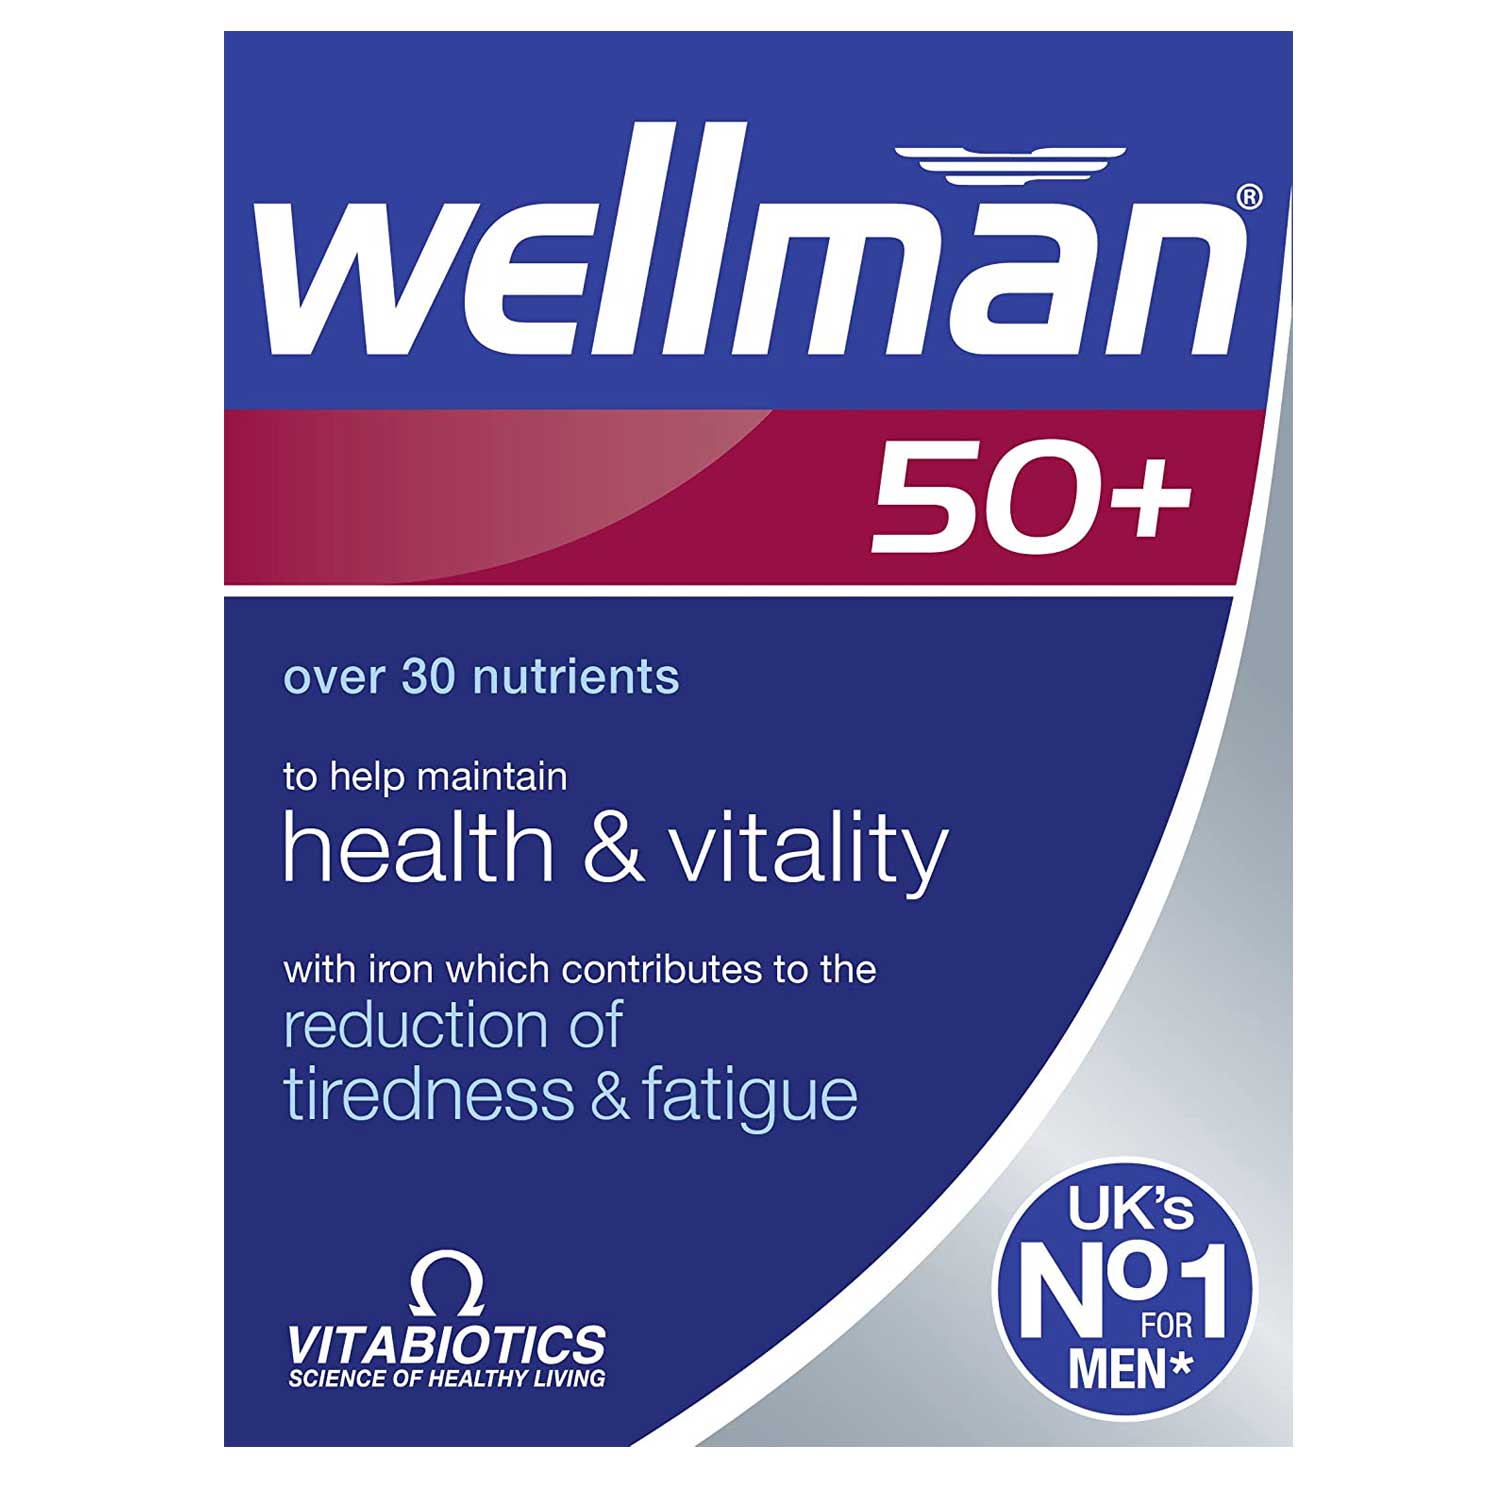 wellman®
50+
over 30 nutrients
to help maintain
health & vitality
with iron which contributes to the
reduction of
tiredness & fatigue
VITABIOTICS
SCIENCE OF HEALTHY LIVING
UK's
No1
FOR
MEN*